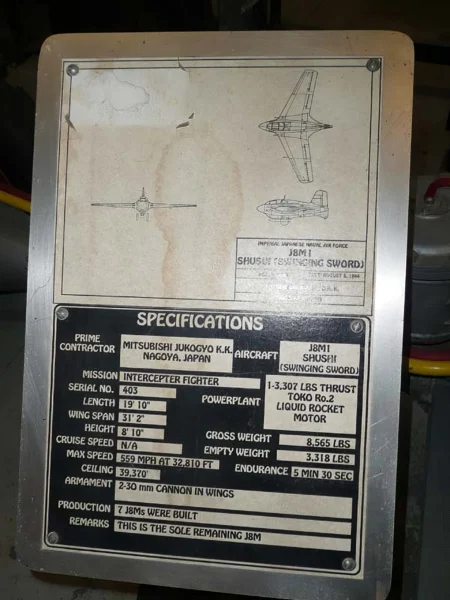 IMPERIAL JAPANESE NAVAL AIR FORCE
J8M1
SHUSUI (SWINGING SWORD)
SPECIFICATIONS
PRIME CONTRACTOR MITSUBISHI JUKOGYO K.K. NAGOYA, JAPAN
AIRCRAFT J8M1 SHUSHI (SWINGING SWORD)
MISSION INTERCEPTER FIGHTER
SERIAL NO. 403
LENGTH 19' 10"
WING SPAN 31' 2"
HEIGHT 8' 10"
CRUISE SPEED N/A
MAX SPEED 559 MPH AT 32,810 FT
CEILING 39,370'
POWERPLANT 1-3,307 LBS THRUST TOKO Ro.2 LIQUID ROCKET MOTOR
GROSS WEIGHT 8,565 LBS
EMPTY WEIGHT 3,318 LBS
ENDURANCE 5 MIN 30 SEC
ARMAMENT 2-30 mm CANNON IN WINGS
PRODUCTION 7 J8Ms WERE BUILT
REMARKS THIS IS THE SOLE REMAINING J8M